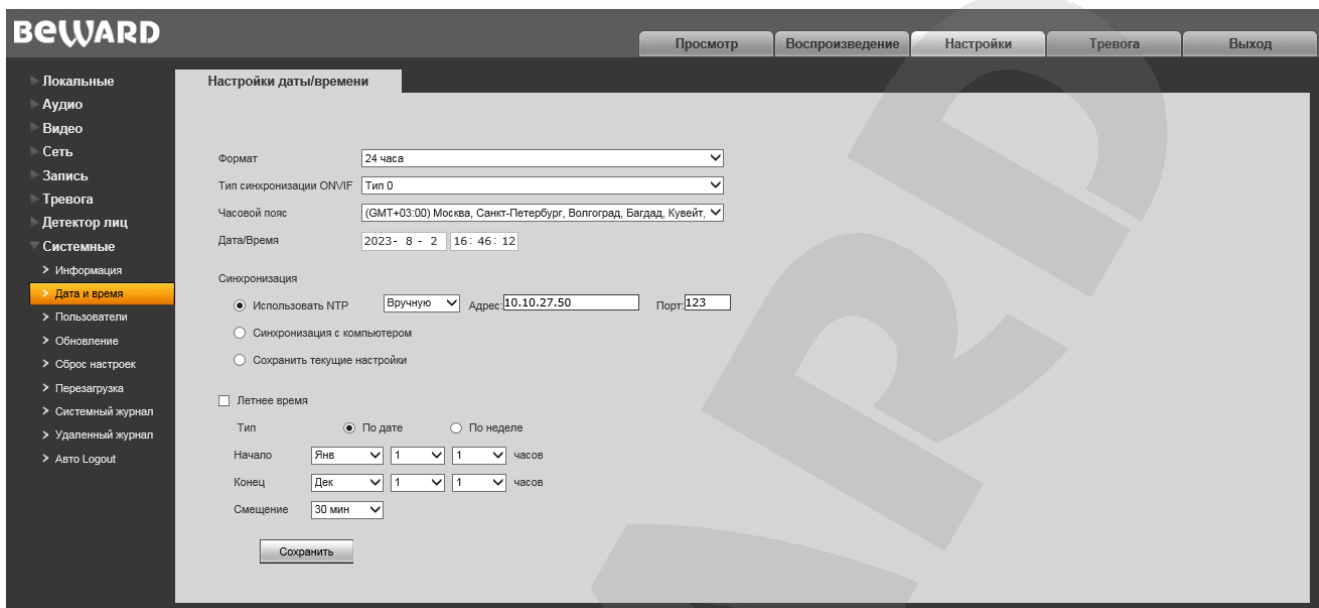 BEWARD
Просмотр Воспроизведение Настройки Тревога Выход
Локальные
Аудио
Видео
Сеть
Запись
Тревога
Детектор лиц
Системные
Информация
Дата и время
Пользователи
Обновление
Сброс настроек
Перезагрузка
Системный журнал
Удаленный журнал
Авто Logout
Настройки даты/времени
Формат 24 часа
Тип синхронизации ONVIF Тип 0
Часовой пояс (GMT+03:00) Москва, Санкт-Петербург, Волгоград, Багдад, Кувейт,
Дата/Время 2023- 8 - 2 16: 46: 12
Синхронизация
Использовать NTP Вручную Адрес: 10.10.27.50 Порт: 123
Синхронизация с компьютером
Сохранить текущие настройки
Летнее время
Тип По дате По неделе
Начало Янв 1 1 часов
Конец Дек 1 1 часов
Смещение 30 мин
Сохранить